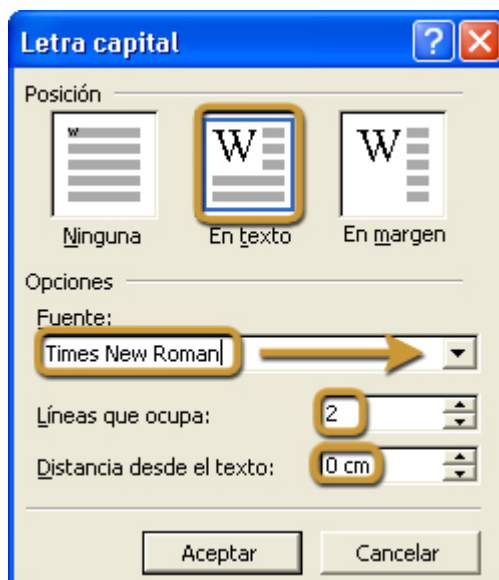 Letra capital
Posición
W W W
Ninguna En texto En margen
Opciones
Fuente:
Times New Roman
Líneas que ocupa: 2
Distancia desde el texto: 0 cm
Aceptar Cancelar